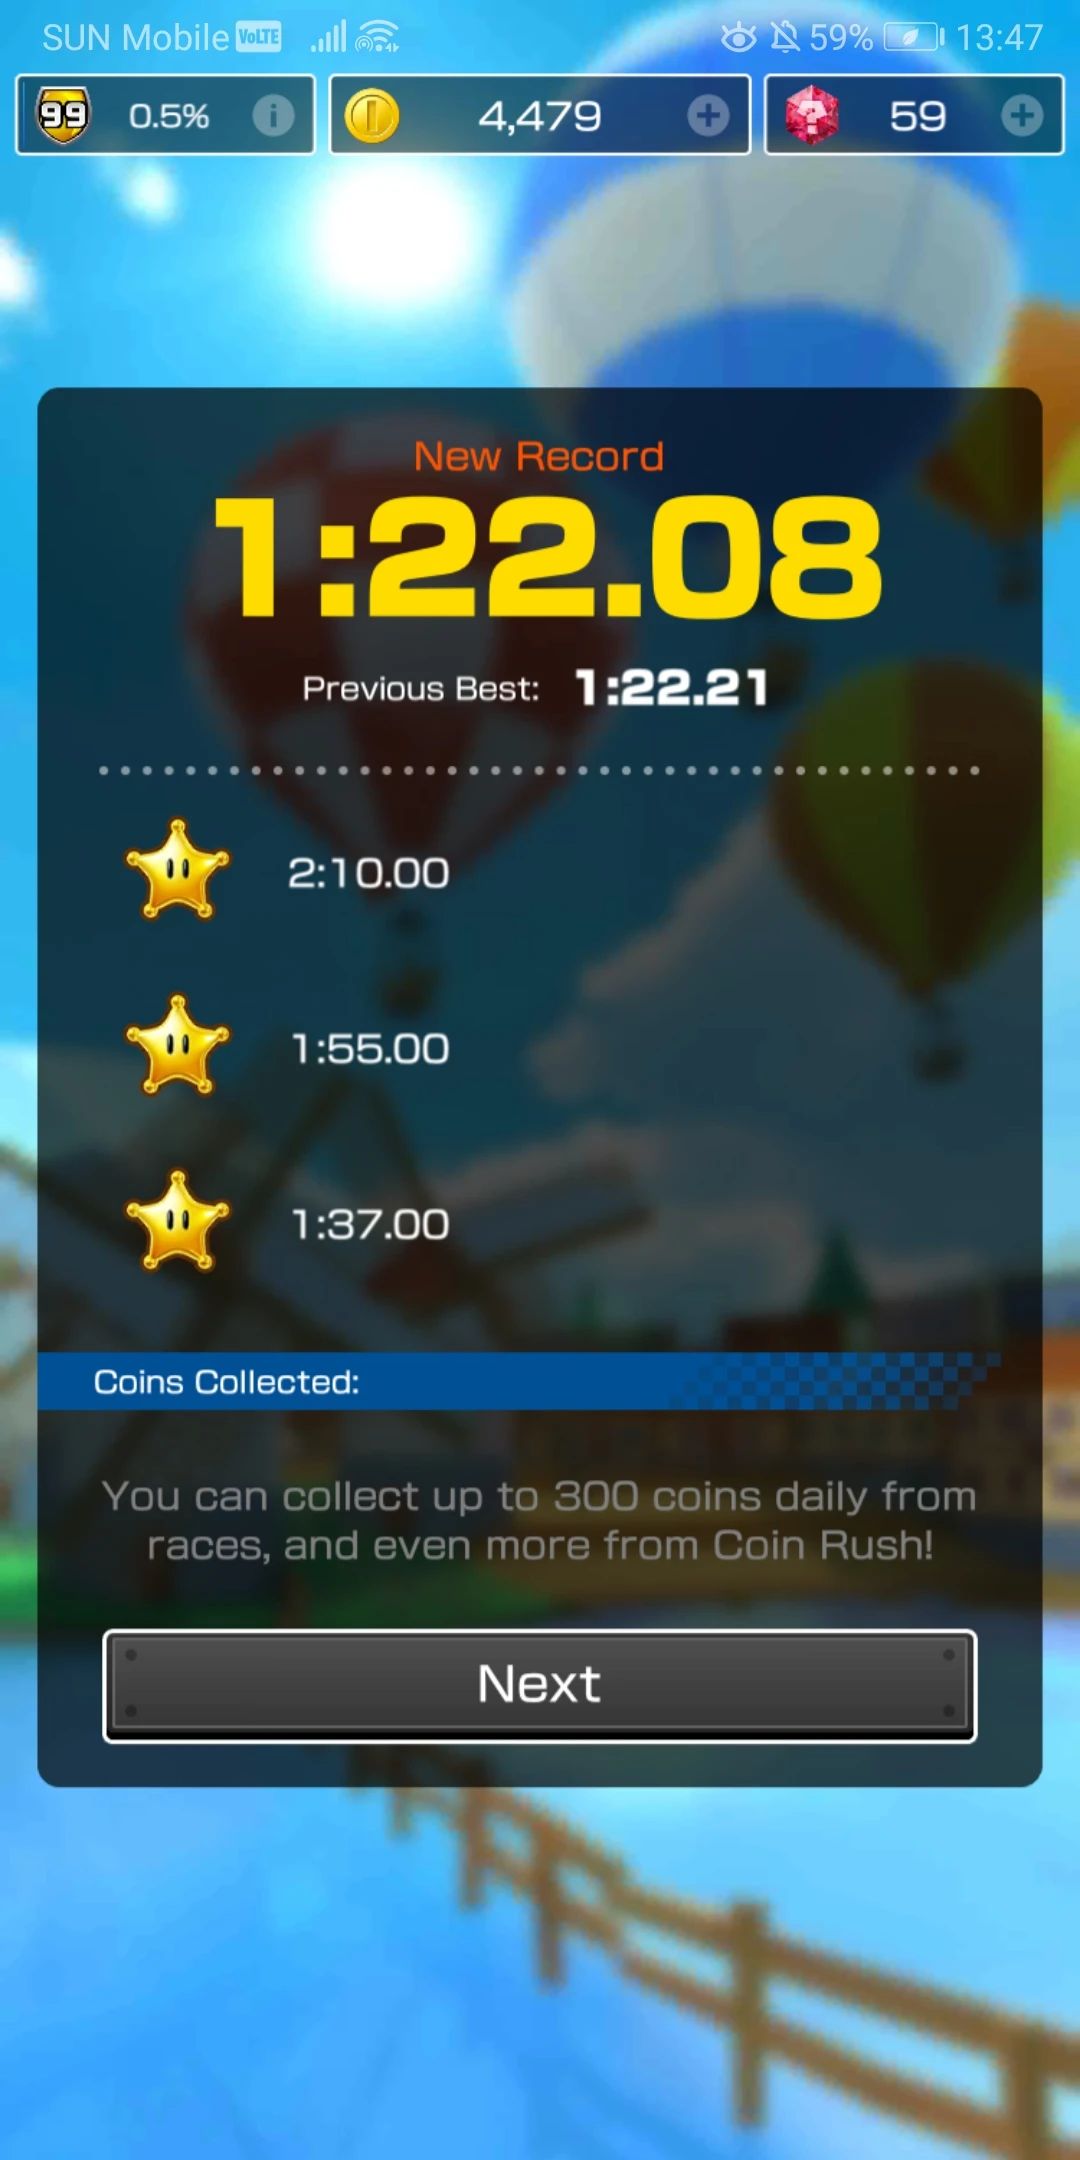 SUN Mobile VoLTE 59% 13:47
99 0.5% i 4,479 + ? 59 +
New Record
1:22.08
Previous Best: 1:22.21
2:10.00
1:55.00
1:37.00
Coins Collected:
You can collect up to 300 coins daily from
races, and even more from Coin Rush!
Next